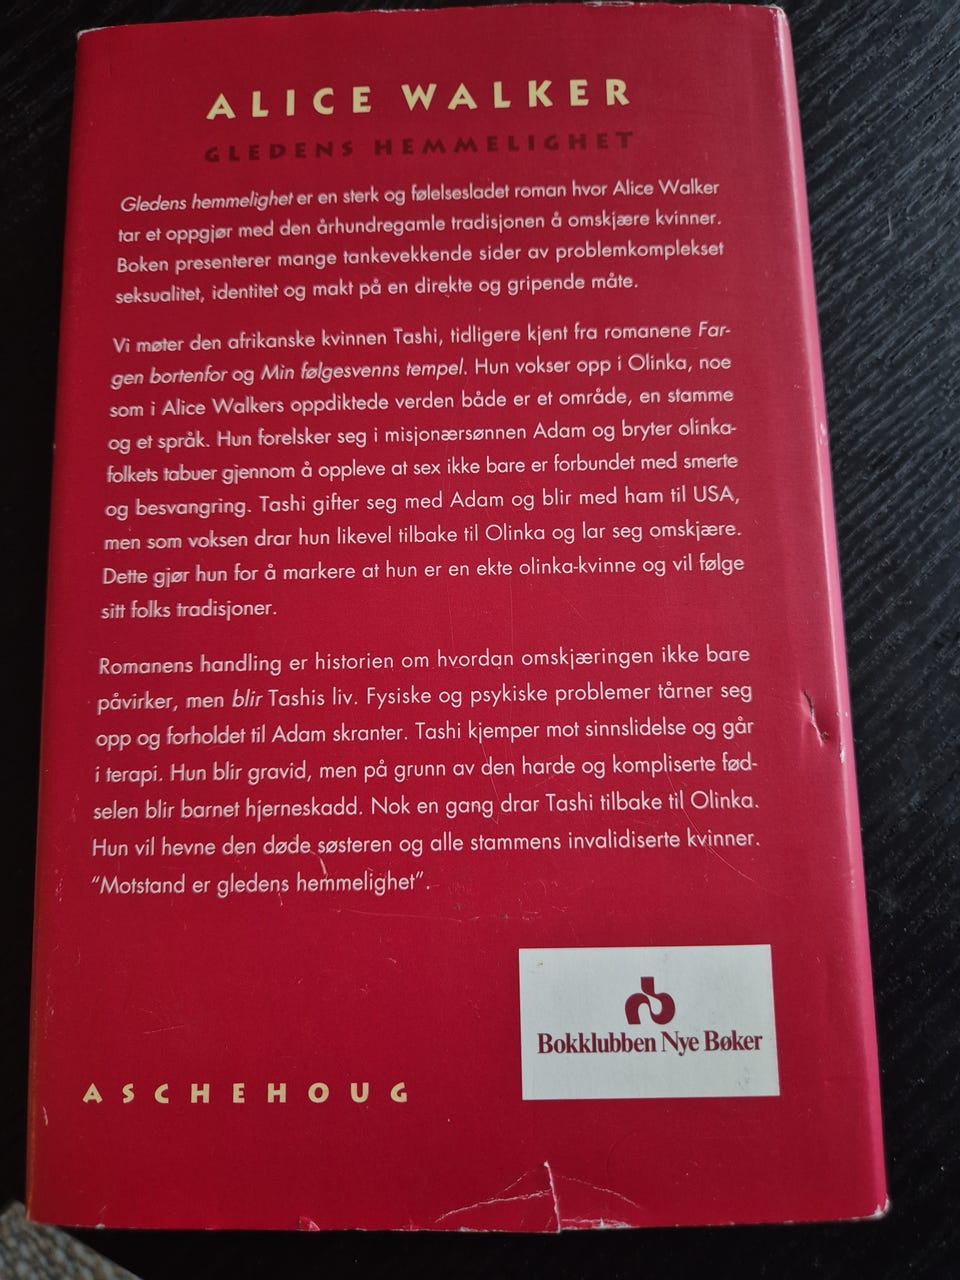 ALICE WALKER
GLEDENS HEMMELIGHET
Gledens hemmelighet er en sterk og følelsesladet roman hvor Alice Walker
tar et oppgjør med den århundregamle tradisjonen å omskjære kvinner.
Boken presenterer mange tankevekkende sider av problemkomplekset
seksualitet, identitet og makt på en direkte og gripende måte.
Vi møter den afrikanske kvinnen Tashi, tidligere kjent fra romanene Far-
gen bortenfor og Min følgesvenns tempel. Hun vokser opp i Olinka, noe
som i Alice Walkers oppdiktede verden både er et område, en stamme
og et språk. Hun forelsker seg i misjonærsønnen Adam og bryter olinka-
folkets tabuer gjennom å oppleve at sex ikke bare er forbundet med smerte
og besvangring. Tashi gifter seg med Adam og blir med ham til USA,
men som voksen drar hun likevel tilbake til Olinka og lar seg omskjære.
Dette gjør hun for å markere at hun er en ekte olinka-kvinne og vil følge
sitt folks tradisjoner.
Romanens handling er historien om hvordan omskjæringen ikke bare
påvirker, men blir Tashis liv. Fysiske og psykiske problemer tårner seg
opp og forholdet til Adam skranter. Tashi kjemper mot sinnslidelse og går
i terapi. Hun blir gravid, men på grunn av den harde og kompliserte fød-
selen blir barnet hjerneskadd. Nok en gang drar Tashi tilbake til Olinka.
Hun vil hevne den døde søsteren og alle stammens invalidiserte kvinner.
“Motstand er gledens hemmelighet”.
Bokklubben Nye Bøker
ASCHEHOUG